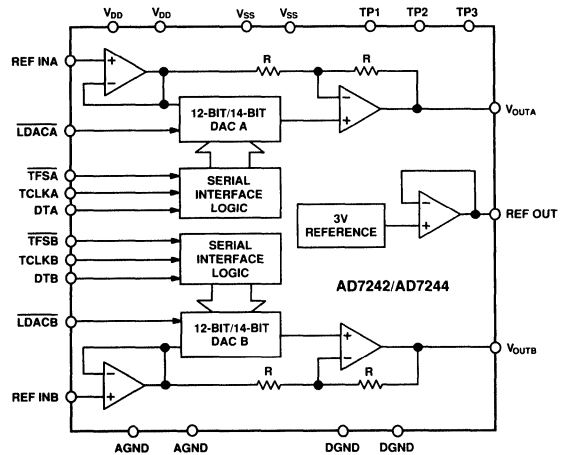 VDD VDD VSS VSS TP1 TP2 TP3
REF INA
R R
12-BIT/14-BIT
DAC A
VOUTA
LDACA
TFSA
TCLKA
DTA
SERIAL
INTERFACE
LOGIC
3V
REFERENCE
REF OUT
TFSB
TCLKB
DTB
SERIAL
INTERFACE
LOGIC
AD7242/AD7244
LDACB
12-BIT/14-BIT
DAC B
VOUTB
R R
REF INB
AGND AGND DGND DGND